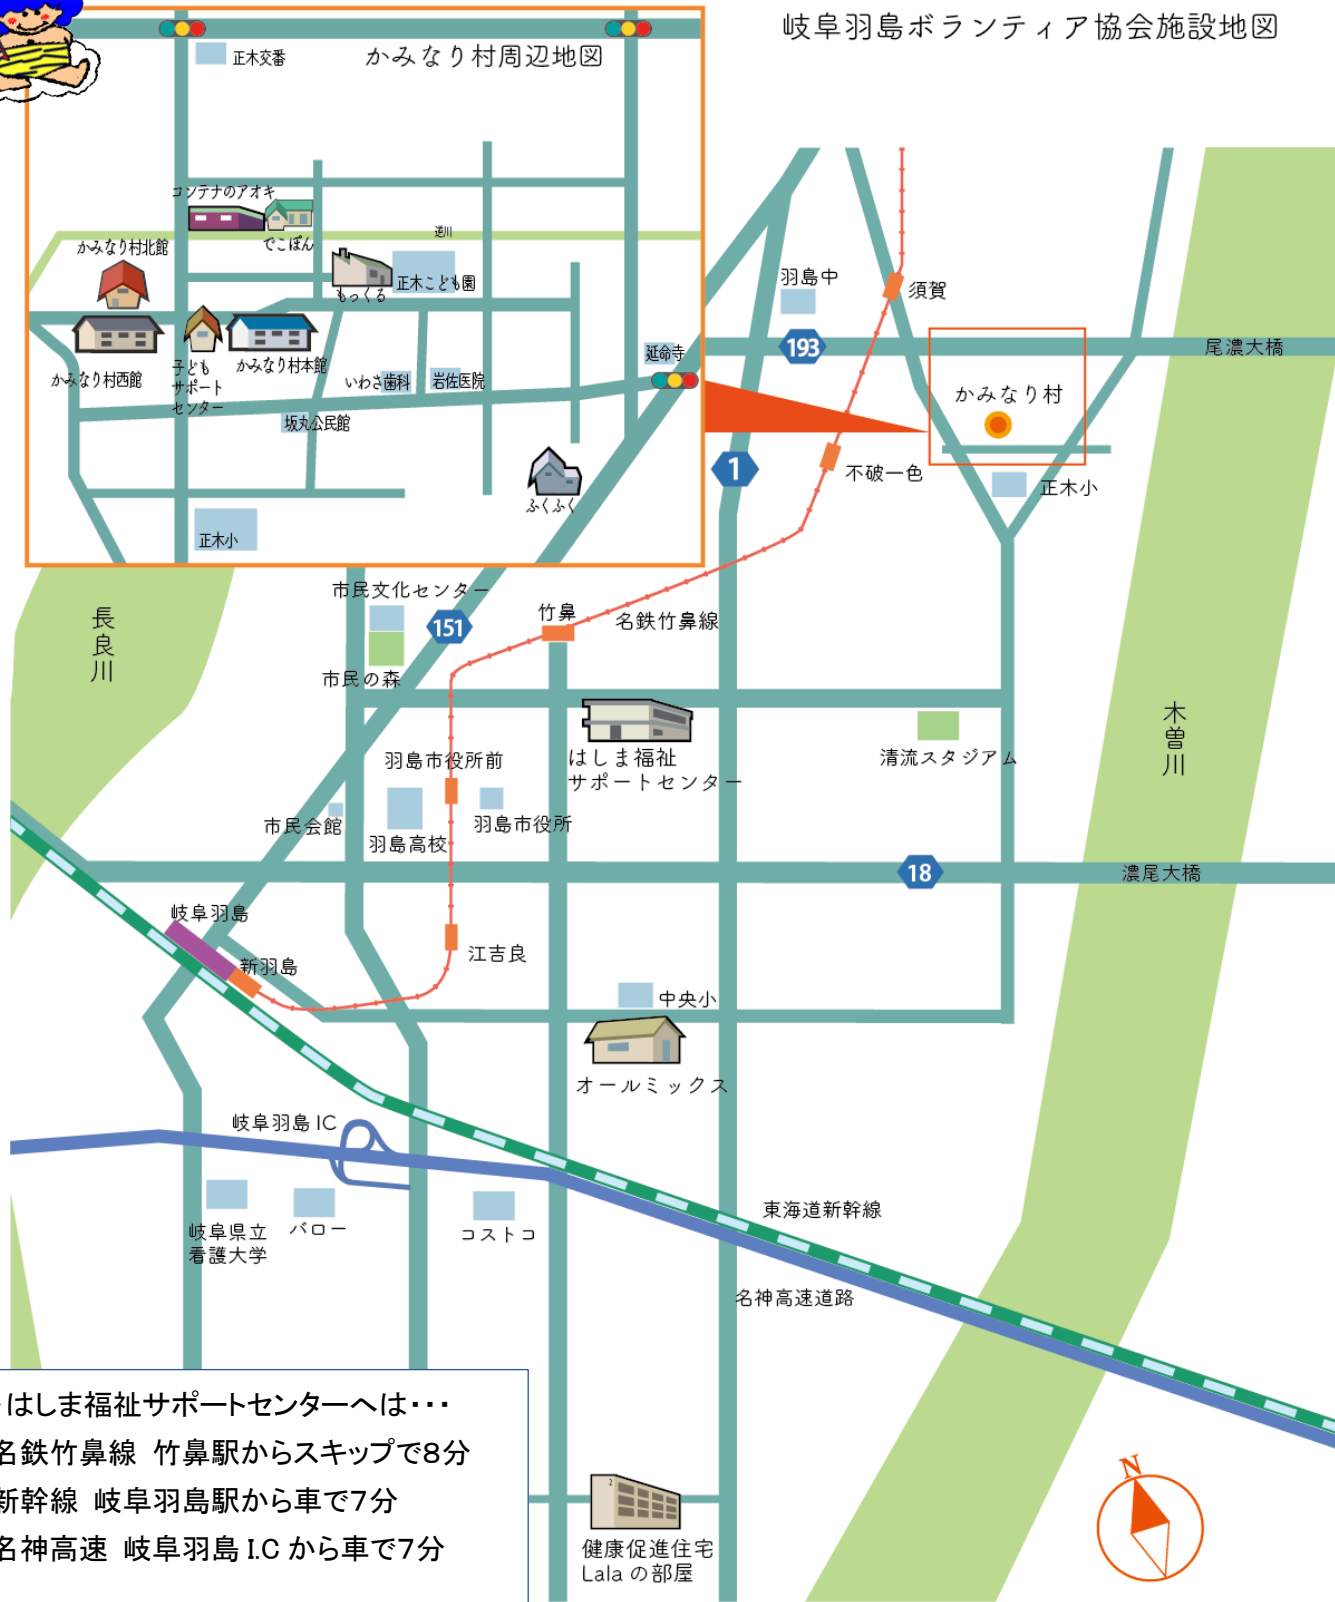 岐阜羽島ボランティア協会施設地図
かみなり村周辺地図
正木交番
コンテナのアオキ
でこぽん
逆川
かみなり村北館
もっくる
正木こども園
かみなり村西館
子ども
サポート
センター
かみなり村本館
いわさ歯科
岩佐医院
延命寺
坂丸公民館
ふくふく
正木小
羽島中
須賀
193
尾濃大橋
かみなり村
1
不破一色
正木小
長良川
市民文化センター
151
竹鼻
名鉄竹鼻線
市民の森
木曽川
羽島市役所前
はしま福祉
サポートセンター
清流スタジアム
市民会館
羽島高校
羽島市役所
18
濃尾大橋
岐阜羽島
新羽島
江吉良
中央小
オールミックス
岐阜羽島 IC
岐阜県立
看護大学
バロー
コストコ
東海道新幹線
名神高速道路
はしま福祉サポートセンターへは・・・
名鉄竹鼻線 竹鼻駅からスキップで8分
新幹線 岐阜羽島駅から車で7分
名神高速 岐阜羽島 I.C から車で7分
2
健康促進住宅
Lala の部屋
N